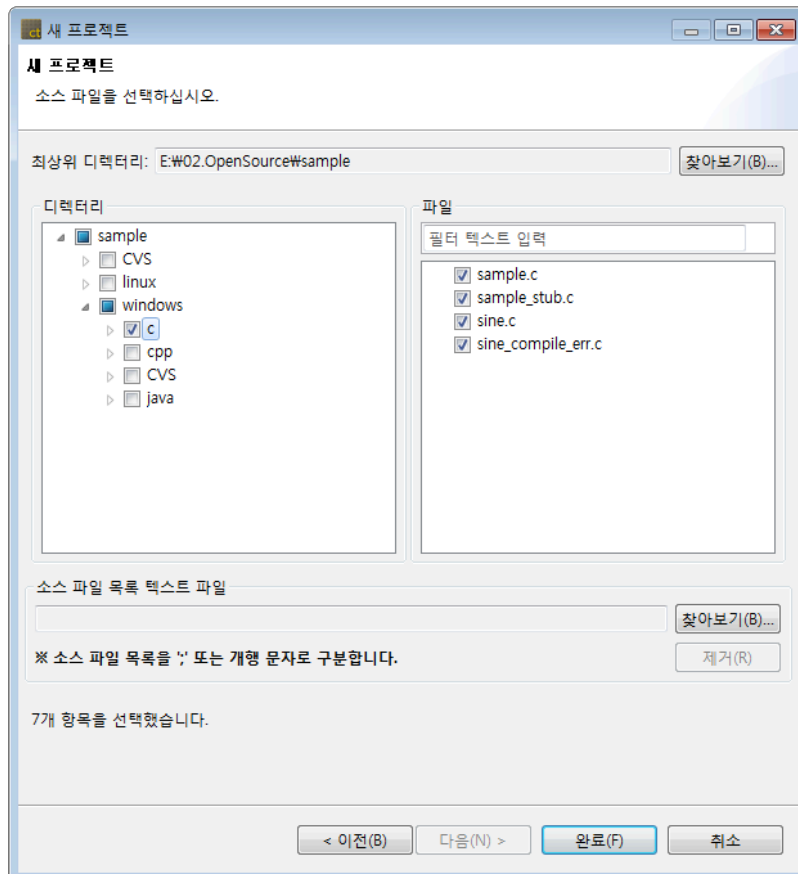 ct 새 프로젝트
새 프로젝트
소스 파일을 선택하십시오.
최상위 디렉터리: E:₩02.OpenSource₩sample 찾아보기(B)...
디렉터리
sample
CVS
linux
windows
c
cpp
CVS
java
파일
필터 텍스트 입력
sample.c
sample_stub.c
sine.c
sine_compile_err.c
소스 파일 목록 텍스트 파일
찾아보기(B)...
※ 소스 파일 목록을 ';' 또는 개행 문자로 구분합니다.
제거(R)
7개 항목을 선택했습니다.
< 이전(B) 다음(N) > 완료(F) 취소